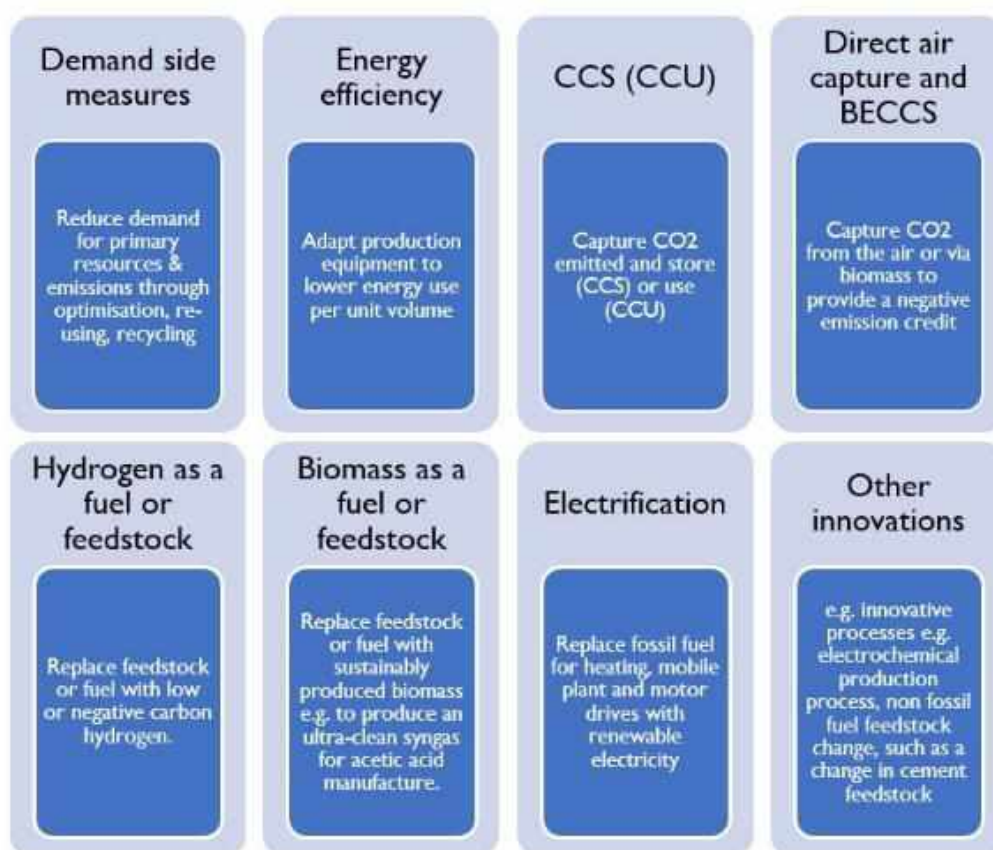 Demand side
measures
Reduce demand
for primary
resources &
emissions through
optimisation, re-
using, recycling
Energy
efficiency
Adapt production
equipment to
lower energy use
per unit volume
CCS (CCU)
Capture CO2
emitted and store
(CCS) or use
(CCU)
Direct air
capture and
BECCS
Capture CO2
from the air or via
biomass to
provide a negative
emission credit
Hydrogen as a
fuel or
feedstock
Replace feedstock
or fuel with low
or negative carbon
hydrogen.
Biomass as a
fuel or
feedstock
Replace feedstock
or fuel with
sustainably
produced biomass
e.g. to produce an
ultra-clean syngas
for acetic acid
manufacture.
Electrification
Replace fossil fuel
for heating, mobile
plant and motor
drives with
renewable
electricity
Other
innovations
e.g. innovative
processes e.g.
electrochemical
production
process, non fossil
fuel feedstock
change, such as a
change in cement
feedstock